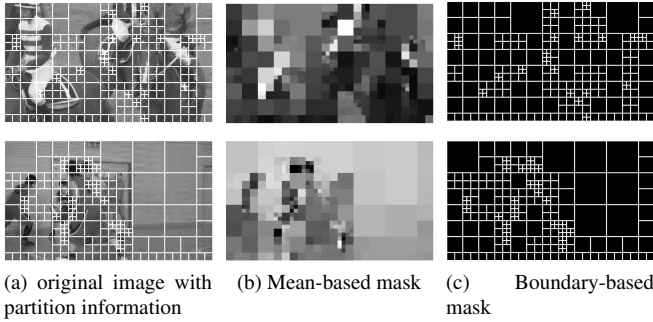 (a) original image with
partition information
(b) Mean-based mask
(c) Boundary-based
mask